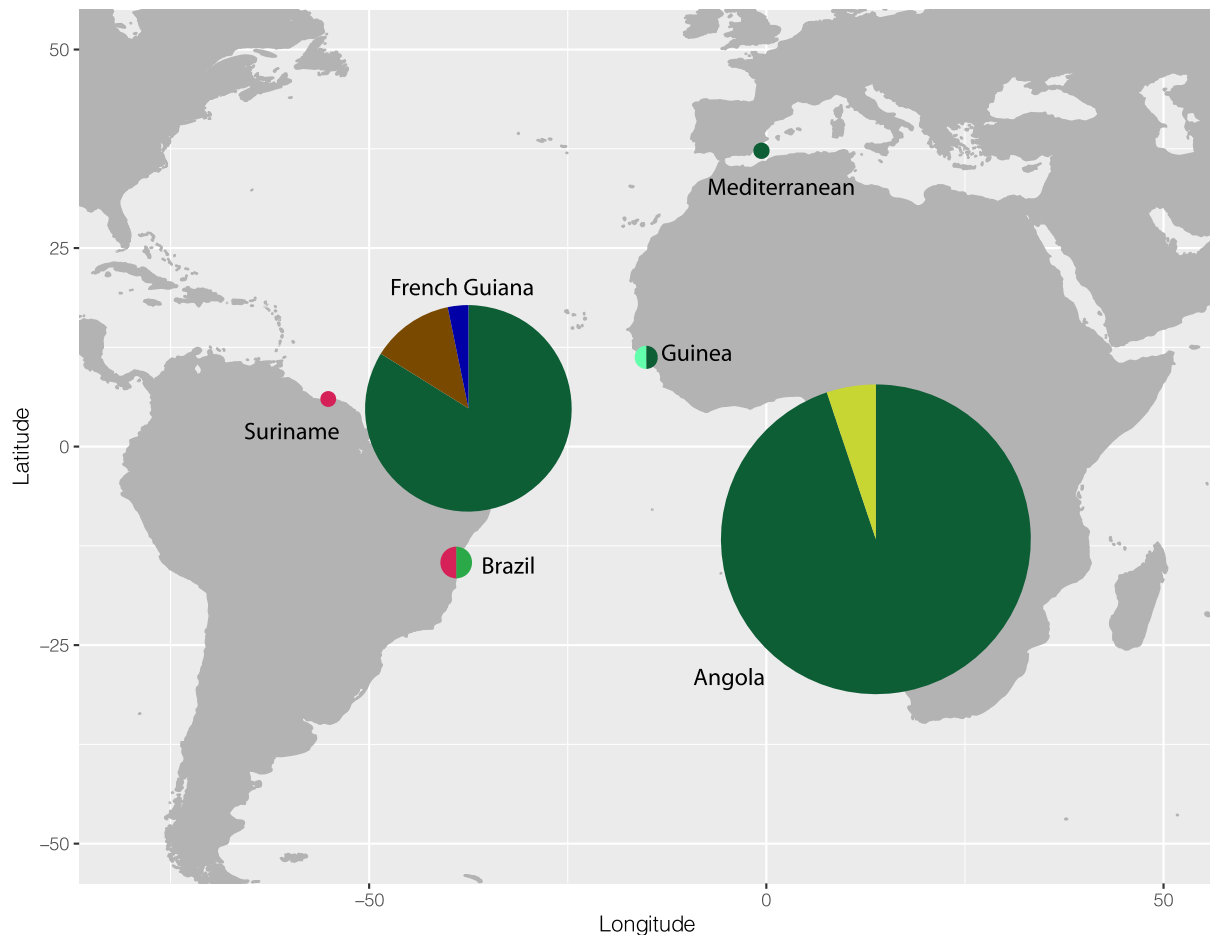 50
Mediterranean
25
French Guiana
Guinea
Suriname
0
Latitude
Brazil
−25
Angola
−50
−50
0
50
Longitude